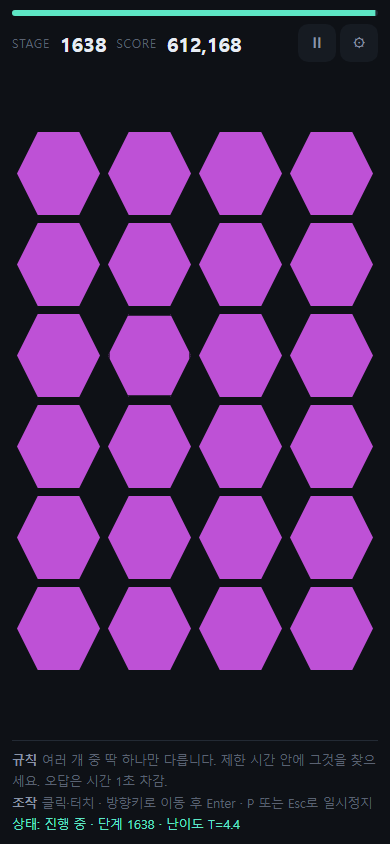 STAGE 1638 SCORE 612,168
규칙 여러 개 중 딱 하나만 다릅니다. 제한 시간 안에 그것을 찾으
세요. 오답은 시간 1초 차감.
조작 클릭·터치 · 방향키로 이동 후 Enter · P 또는 Esc로 일시정지
상태: 진행 중 · 단계 1638 · 난이도 T=4.4